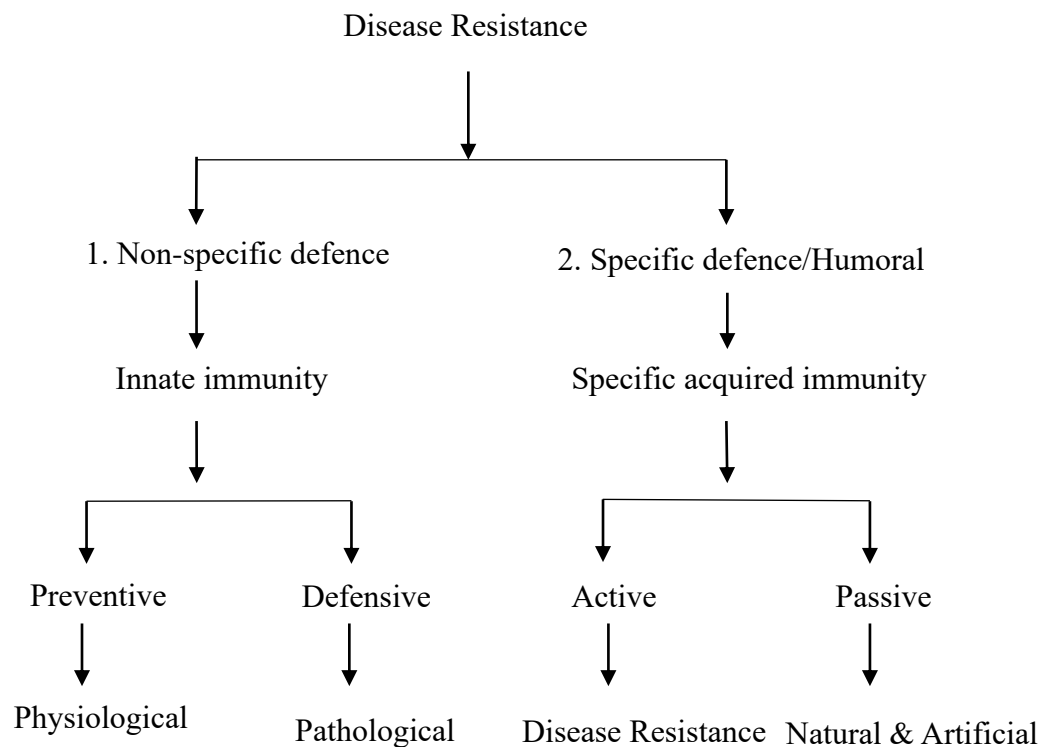 Disease Resistance
1. Non-specific defence
2. Specific defence/Humoral
Innate immunity
Specific acquired immunity
Preventive
Defensive
Active
Passive
Physiological
Pathological
Disease Resistance
Natural & Artificial